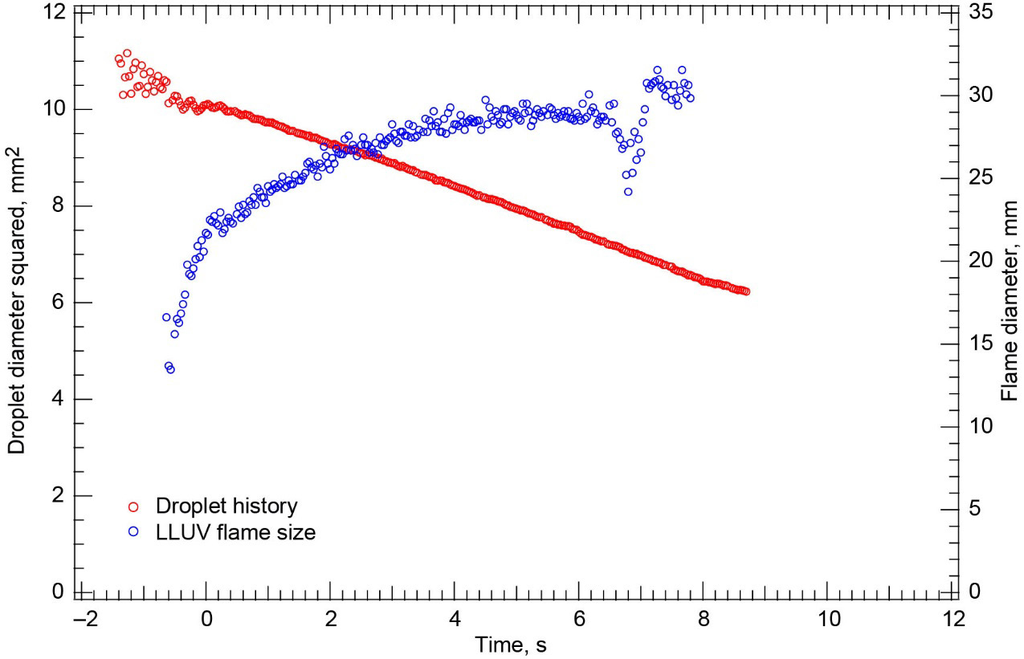 12
10
8
6
4
2
0
Droplet diameter squared, mm²
35
30
25
20
15
10
5
0
Flame diameter, mm
Droplet history
LLUV flame size
–2 0 2 4 6 8 10 12
Time, s